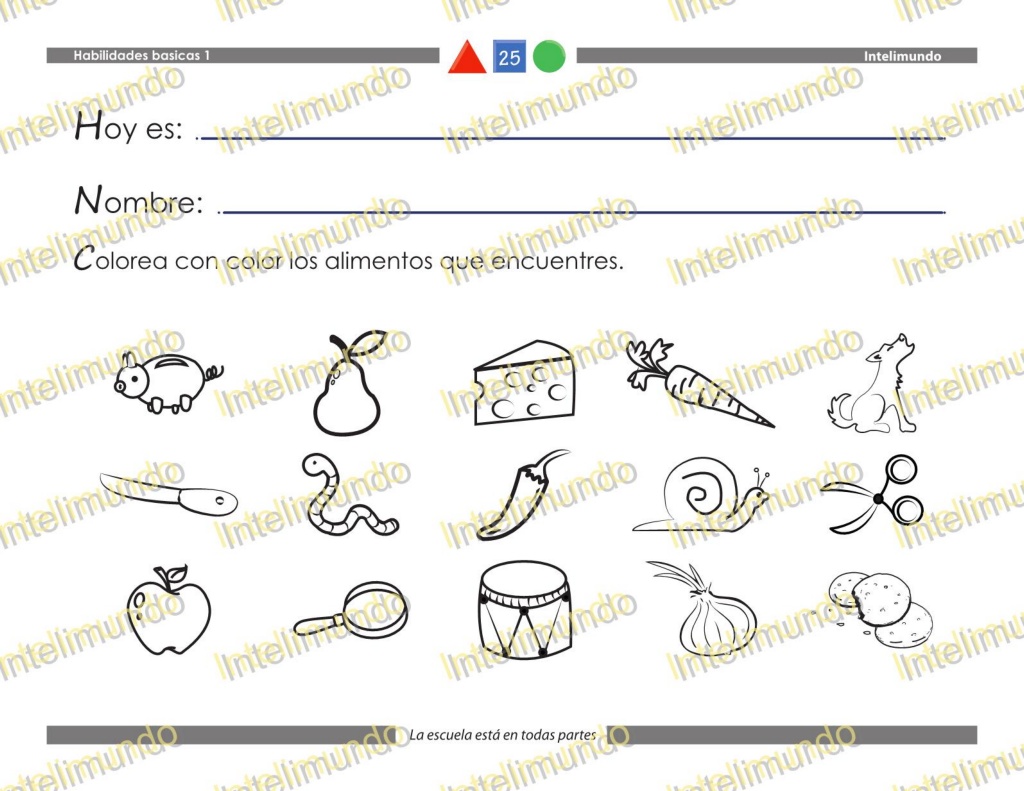 Habilidades basicas 1 25 Intelimundo
Hoy es:
Nombre:
Colorea con color los alimentos que encuentres.
La escuela está en todas partes
Intelimundo